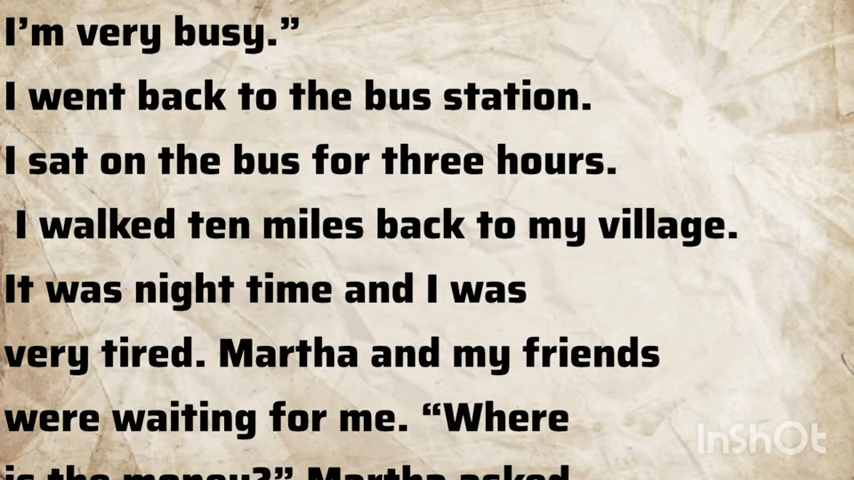 I’m very busy.”
I went back to the bus station.
I sat on the bus for three hours.
I walked ten miles back to my village.
It was night time and I was
very tired. Martha and my friends
were waiting for me. “Where
is the money?” Martha asked
InShOt